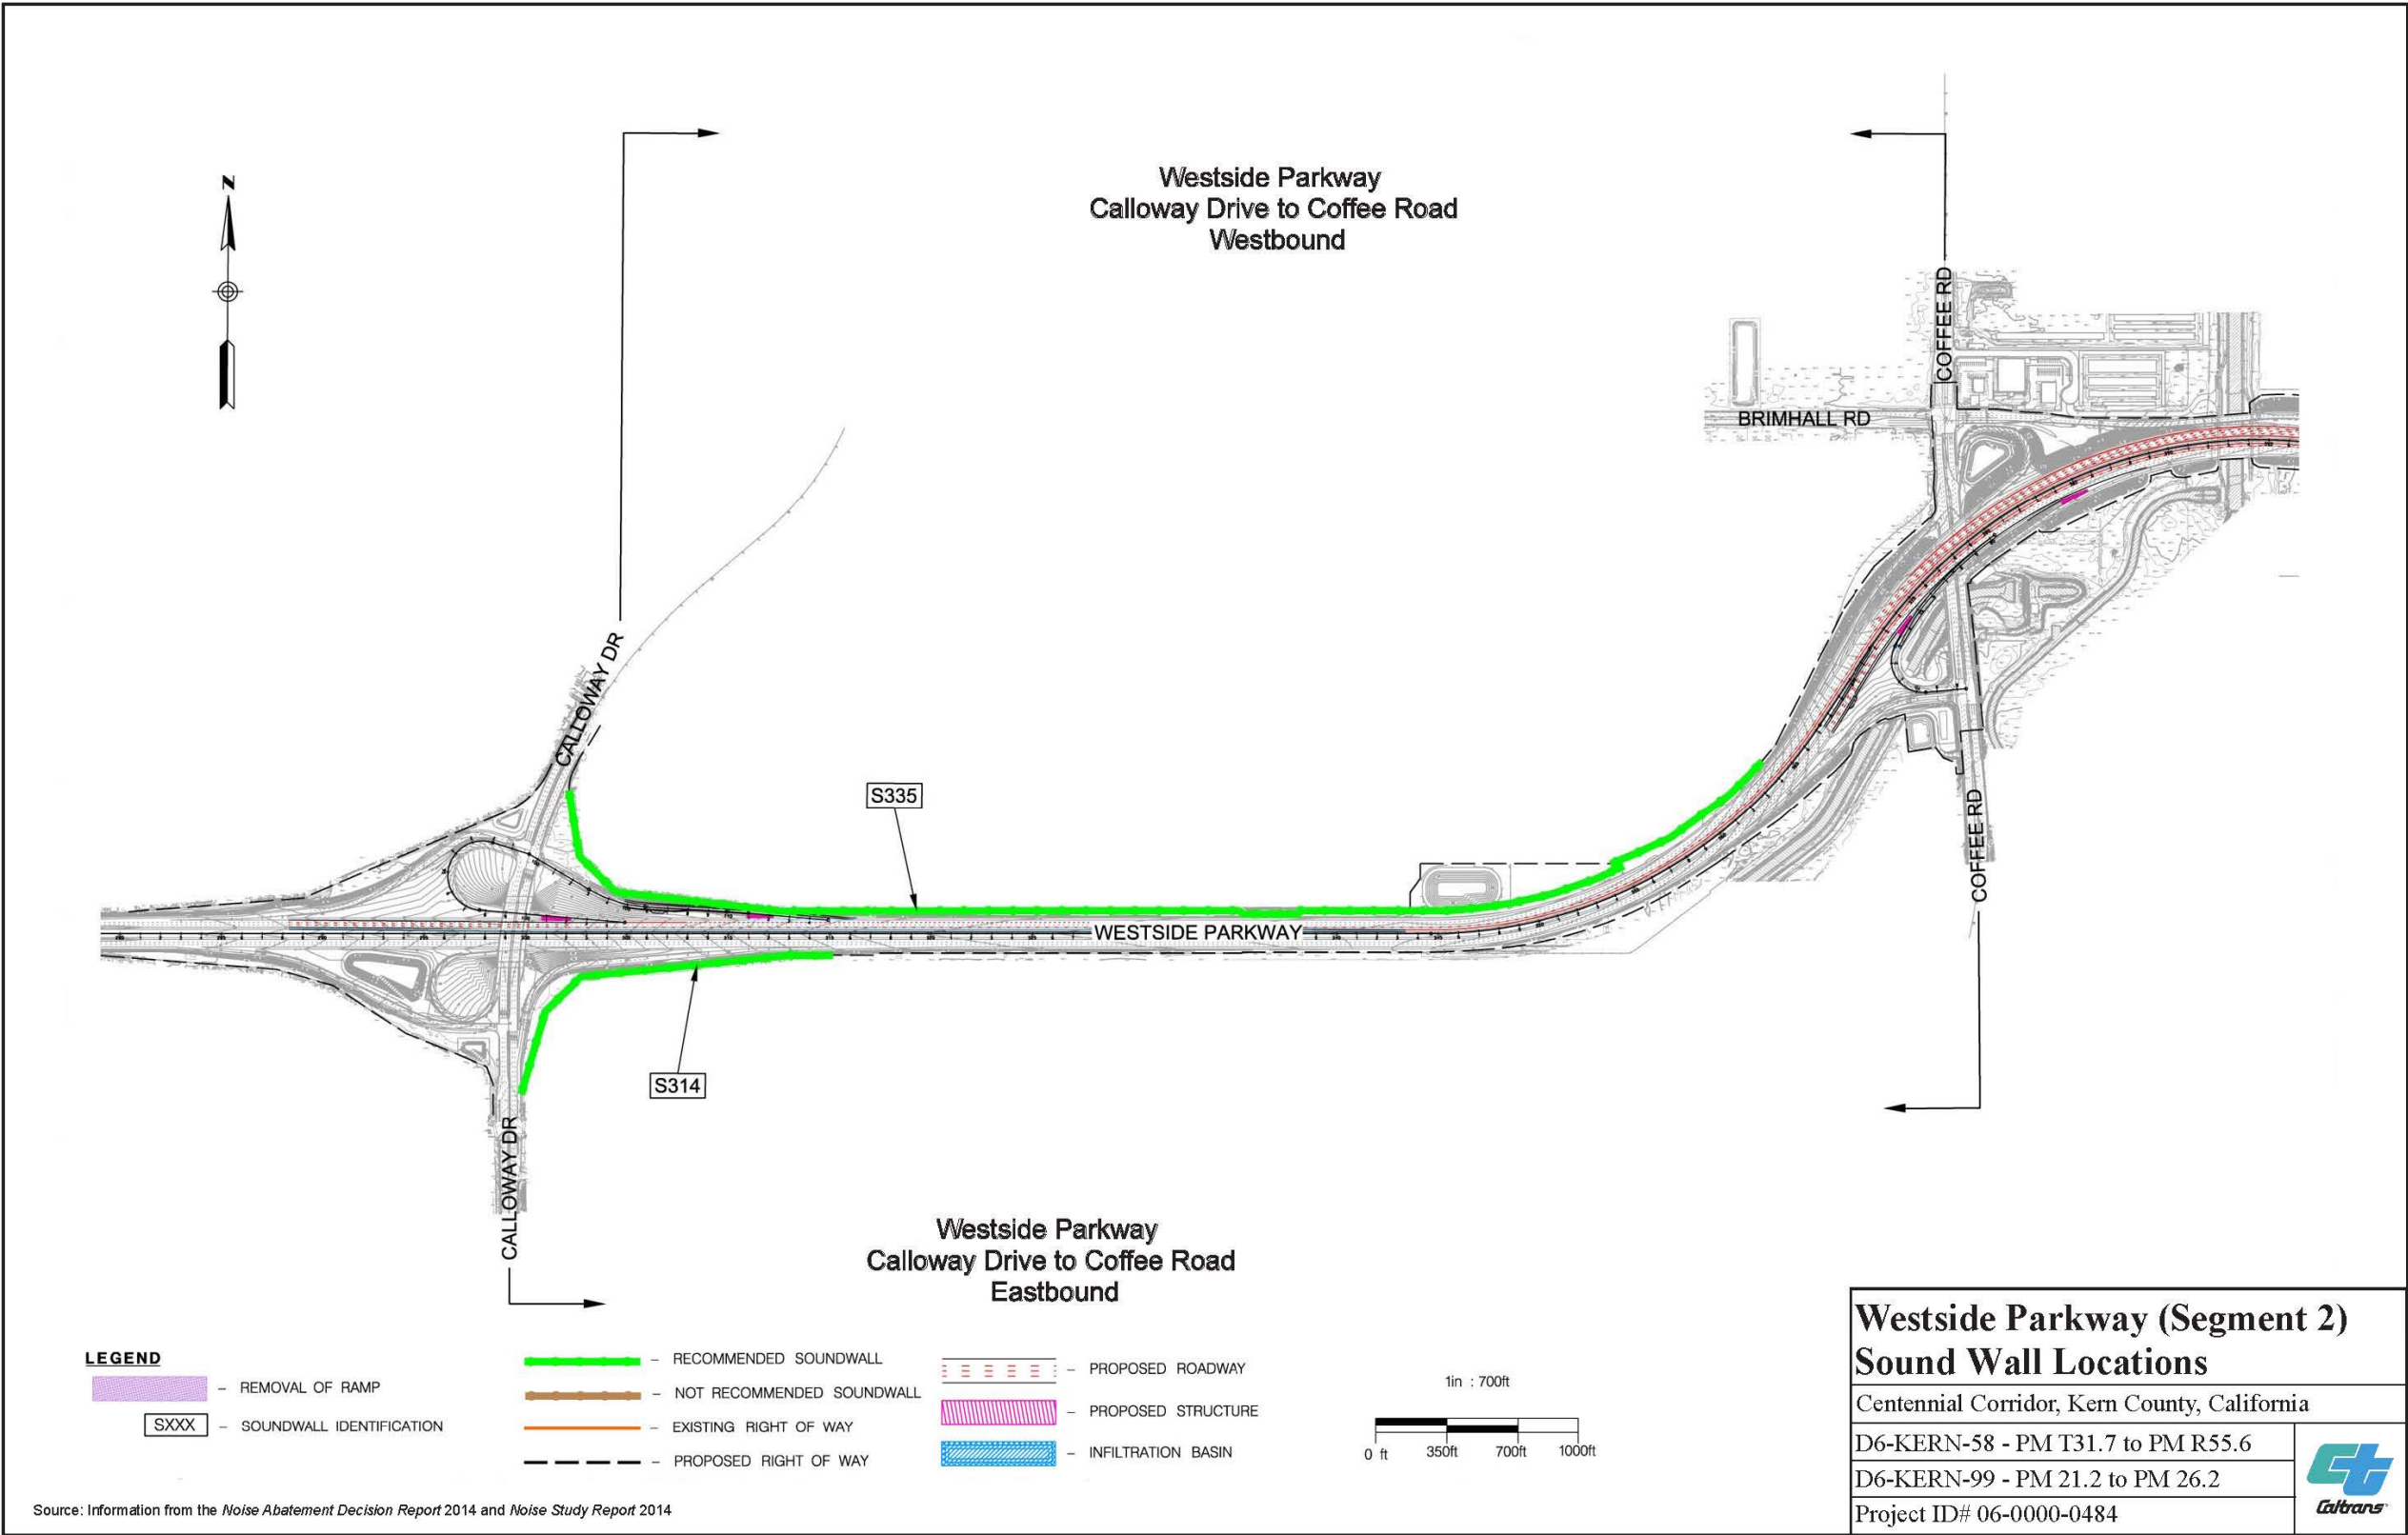 N
Westside Parkway
Calloway Drive to Coffee Road
Westbound
COFFEE RD
BRIMHALL RD
CALLOWAY DR
S335
WESTSIDE PARKWAY
COFFEE RD
S314
CALLOWAY DR
Westside Parkway
Calloway Drive to Coffee Road
Eastbound
LEGEND
– REMOVAL OF RAMP
SXXX – SOUNDWALL IDENTIFICATION
– RECOMMENDED SOUNDWALL
– NOT RECOMMENDED SOUNDWALL
– EXISTING RIGHT OF WAY
– PROPOSED RIGHT OF WAY
– PROPOSED ROADWAY
– PROPOSED STRUCTURE
– INFILTRATION BASIN
1in : 700ft
0 ft 350ft 700ft 1000ft
Westside Parkway (Segment 2)
Sound Wall Locations
Centennial Corridor, Kern County, California
D6-KERN-58 - PM T31.7 to PM R55.6
D6-KERN-99 - PM 21.2 to PM 26.2
Project ID# 06-0000-0484
Caltrans
Source: Information from the Noise Abatement Decision Report 2014 and Noise Study Report 2014